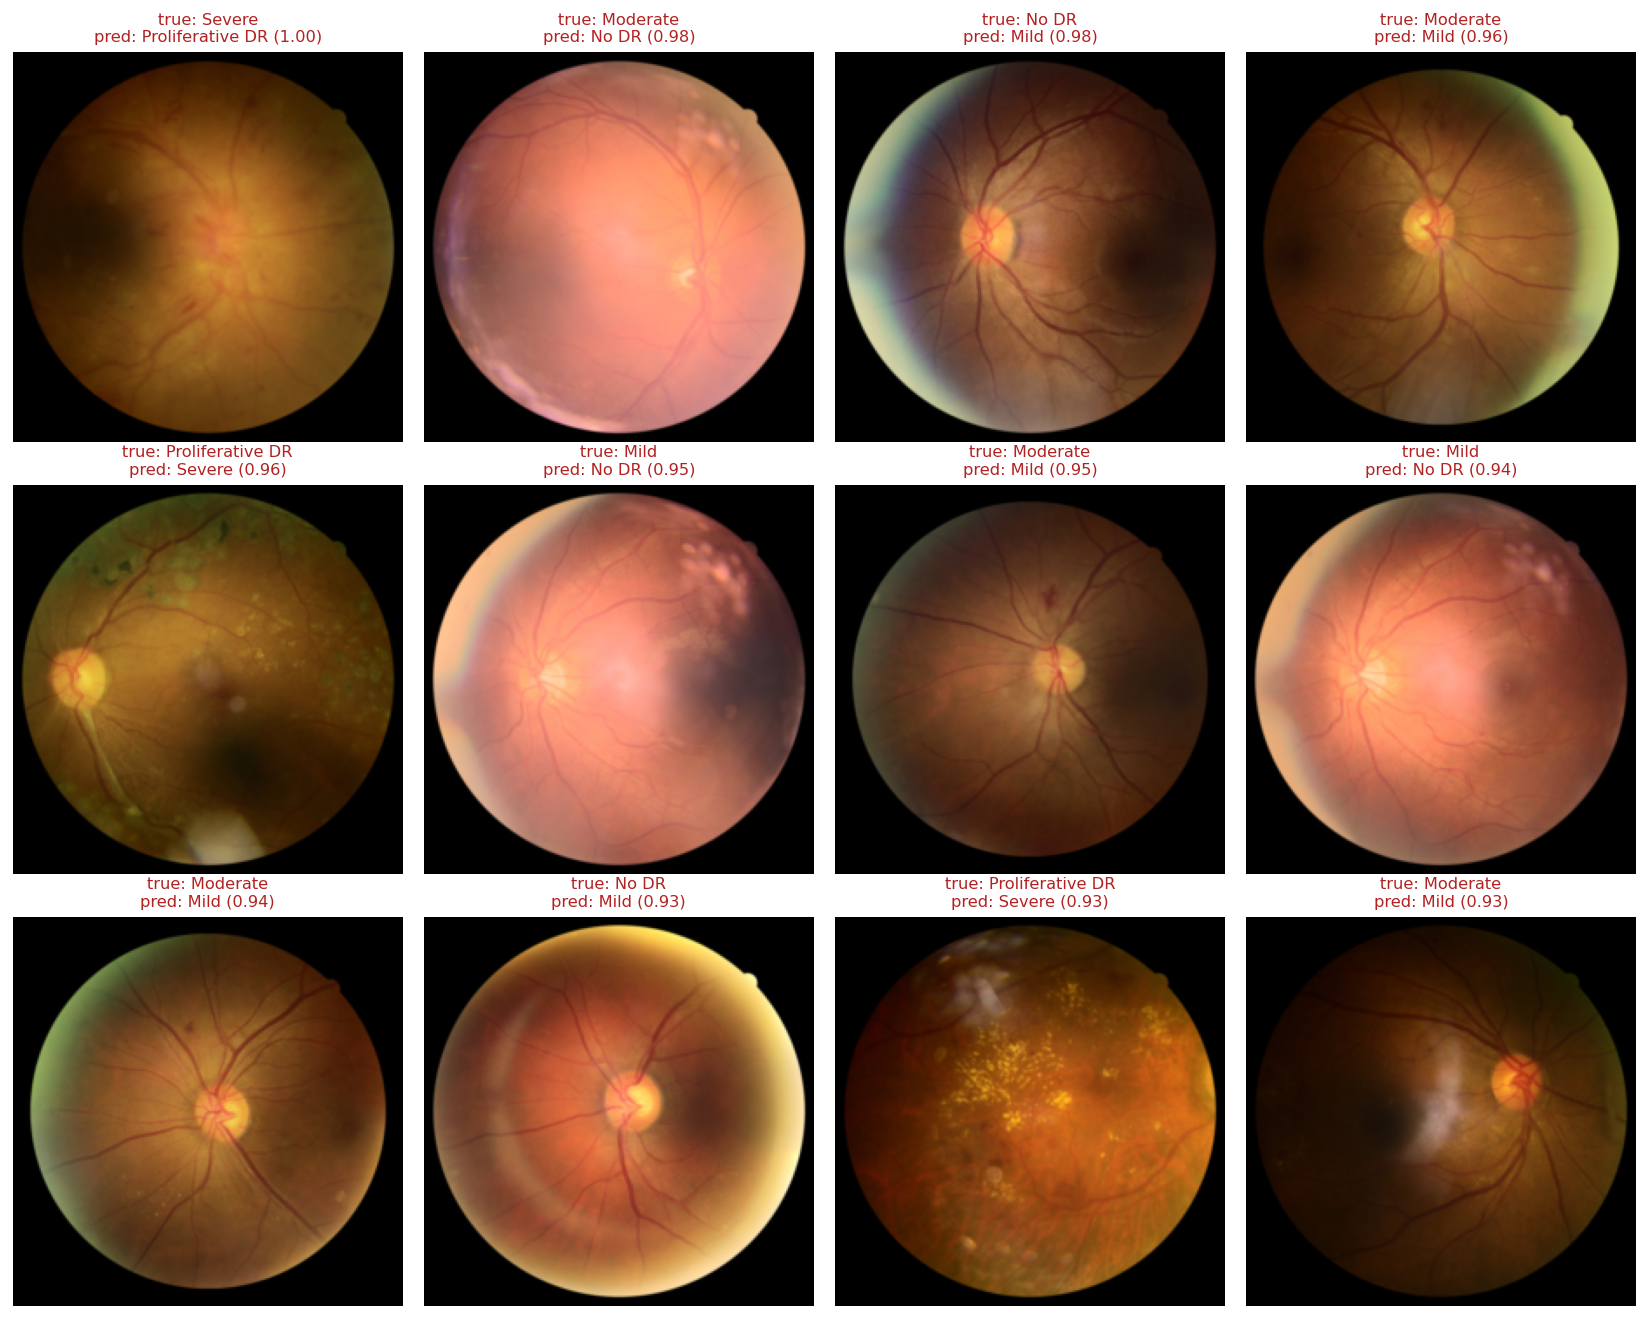 true: Severe
pred: Proliferative DR (1.00)
true: Moderate
pred: No DR (0.98)
true: No DR
pred: Mild (0.98)
true: Moderate
pred: Mild (0.96)
true: Proliferative DR
pred: Severe (0.96)
true: Mild
pred: No DR (0.95)
true: Moderate
pred: Mild (0.95)
true: Mild
pred: No DR (0.94)
true: Moderate
pred: Mild (0.94)
true: No DR
pred: Mild (0.93)
true: Proliferative DR
pred: Severe (0.93)
true: Moderate
pred: Mild (0.93)